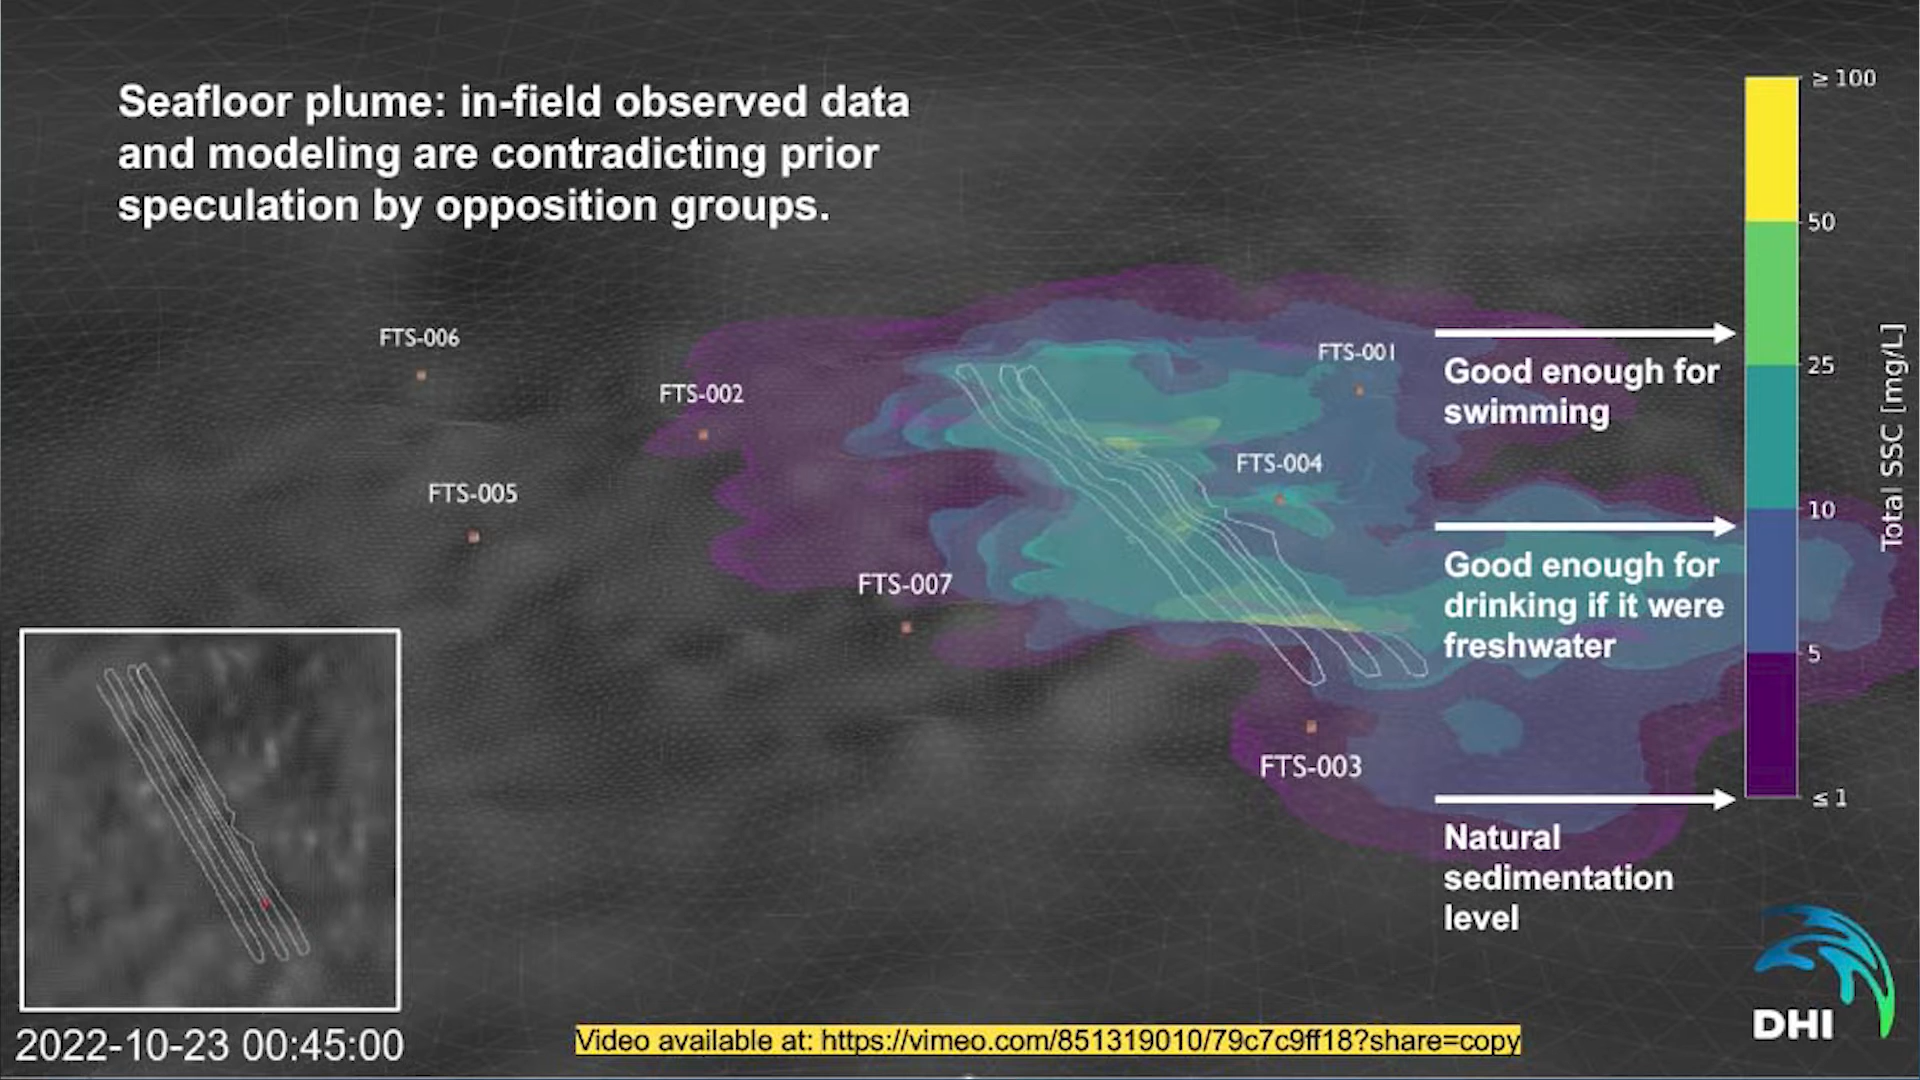 Seafloor plume: in-field observed data
and modeling are contradicting prior
speculation by opposition groups.
≥ 100
50
25
10
5
≤ 1
Total SSC [mg/L]
FTS-006
FTS-002
FTS-001
FTS-005
FTS-004
FTS-007
FTS-003
Good enough for
swimming
Good enough for
drinking if it were
freshwater
Natural
sedimentation
level
2022-10-23 00:45:00
Video available at: https://vimeo.com/851319010/79c7c9ff18?share=copy
DHI